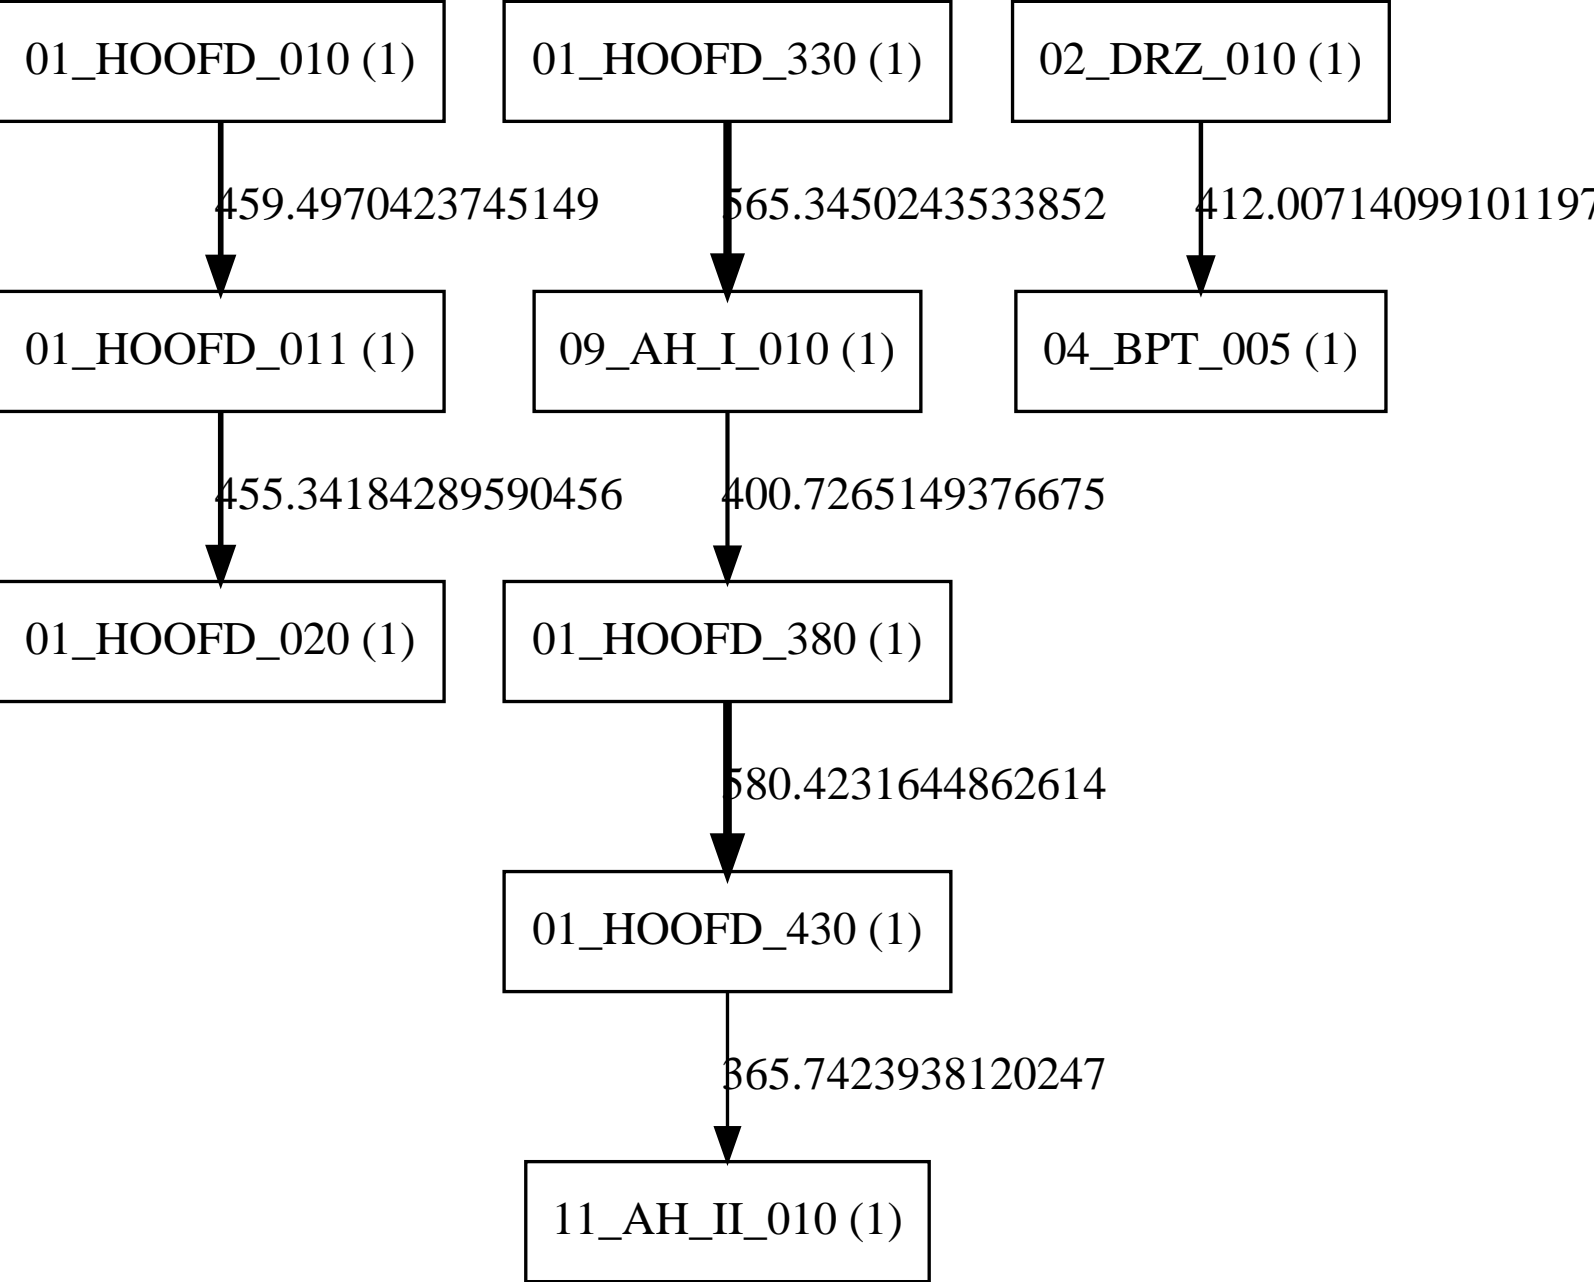 01_HOOFD_010 (1)
01_HOOFD_330 (1)
02_DRZ_010 (1)
459.4970423745149
565.3450243533852
412.00714099101197
01_HOOFD_011 (1)
09_AH_I_010 (1)
04_BPT_005 (1)
455.34184289590456
400.7265149376675
01_HOOFD_020 (1)
01_HOOFD_380 (1)
580.4231644862614
01_HOOFD_430 (1)
365.7423938120247
11_AH_II_010 (1)